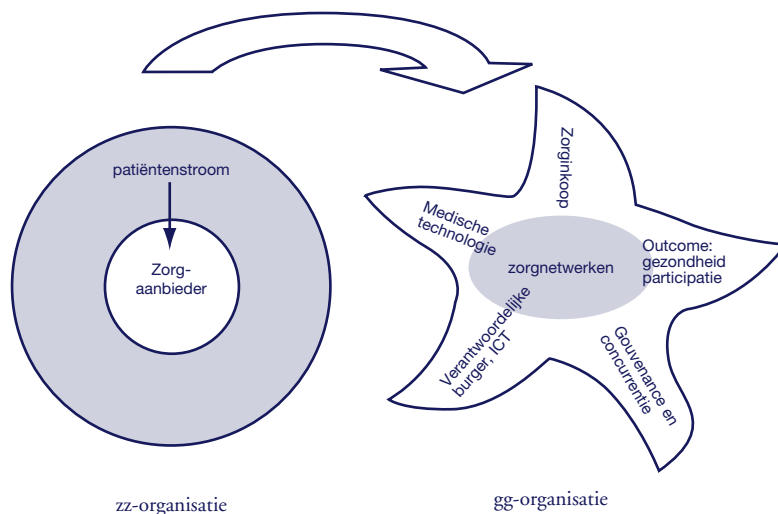 patiëntenstroom
Zorg-
aanbieder
zz-organisatie
Zorginkoop
Medische
technologie
zorgnetwerken
Outcome:
gezondheid
participatie
Verantwoordelijke
burger, ICT
Gouvenance en
concurrentie
gg-organisatie